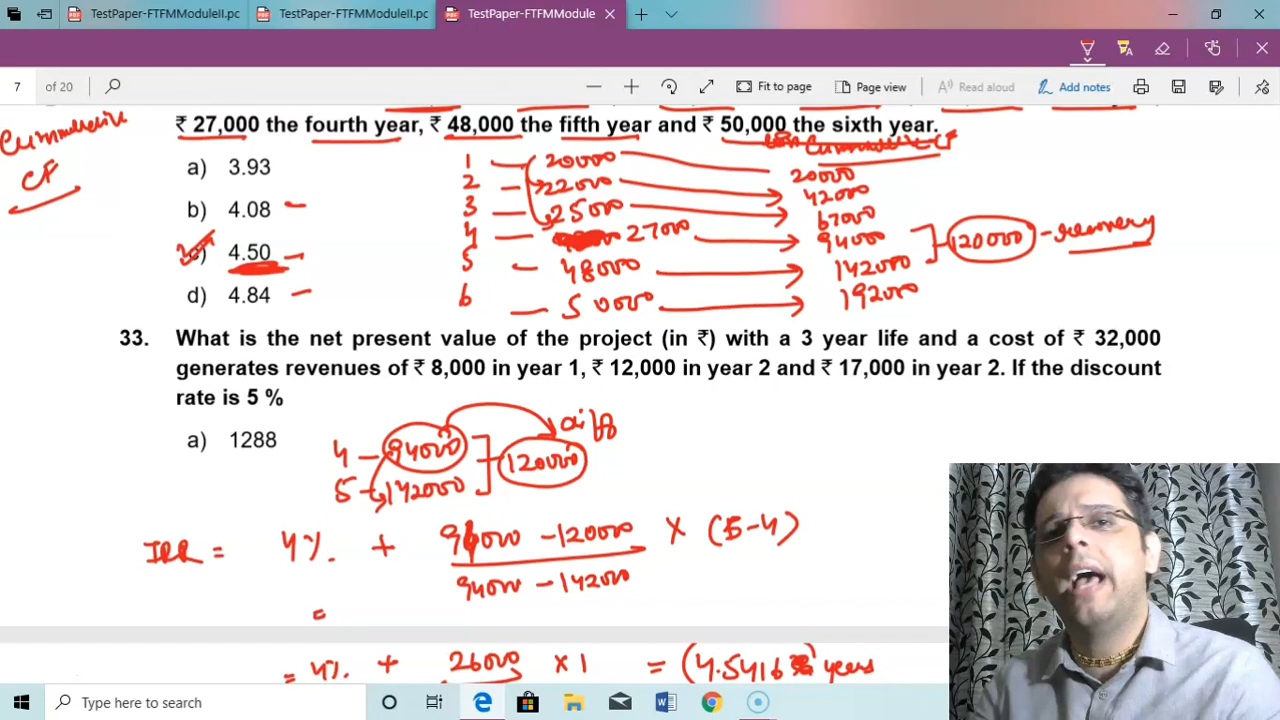 TestPaper-FTFMModuleII.pc TestPaper-FTFMModuleII.pc TestPaper-FTFMModule
7 of 20 Fit to page Page view Read aloud Add notes
Cummulative
CF
₹ 27,000 the fourth year, ₹ 48,000 the fifth year and ₹ 50,000 the sixth year.
Cummulative CF
a) 3.93 1 20000 20000
b) 4.08 2 22000 42000
3 25000 67000
c) 4.50 4 27000 94000 120000 - recovery
5 48000 142000
d) 4.84 6 50000 192000
33. What is the net present value of the project (in ₹) with a 3 year life and a cost of ₹ 32,000
generates revenues of ₹ 8,000 in year 1, ₹ 12,000 in year 2 and ₹ 17,000 in year 2. If the discount
rate is 5 %
a) 1288
4 - 94000 120000 diff
5 - 142000
IRR = 4%. + 94000 - 120000 × (5-4)
94000 - 142000
=
= 4%. + 26000 × 1 = (4.5416 years
Type here to search